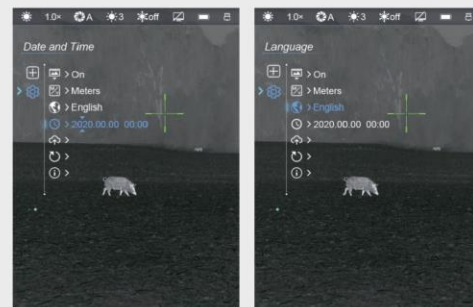 1.0× A 3 off
Date and Time
> On
> Meters
> English
> 2020.00.00 00:00
>
>
>
1.0× A 3 off
Language
> On
> Meters
> English
> 2020.00.00 00:00
>
>
>